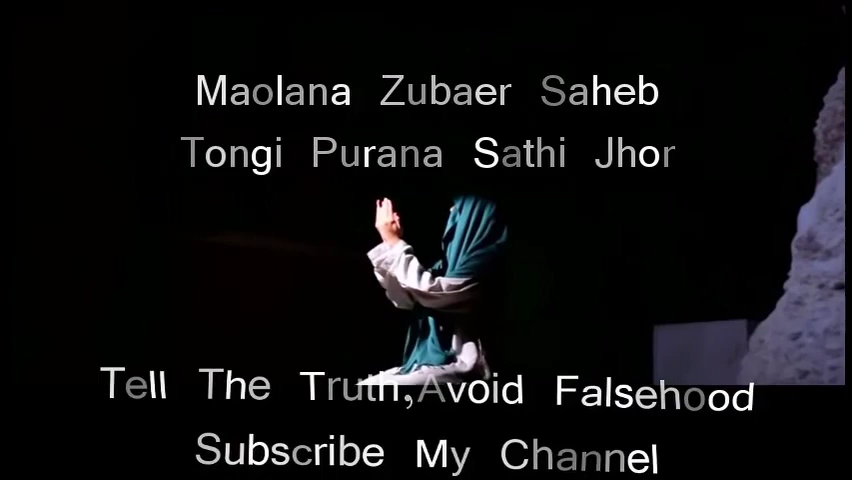 Maolana Zubaer Saheb
Tongi Purana Sathi Jhor
Tell The Truth,Avoid Falsehood
Subscribe My Channel